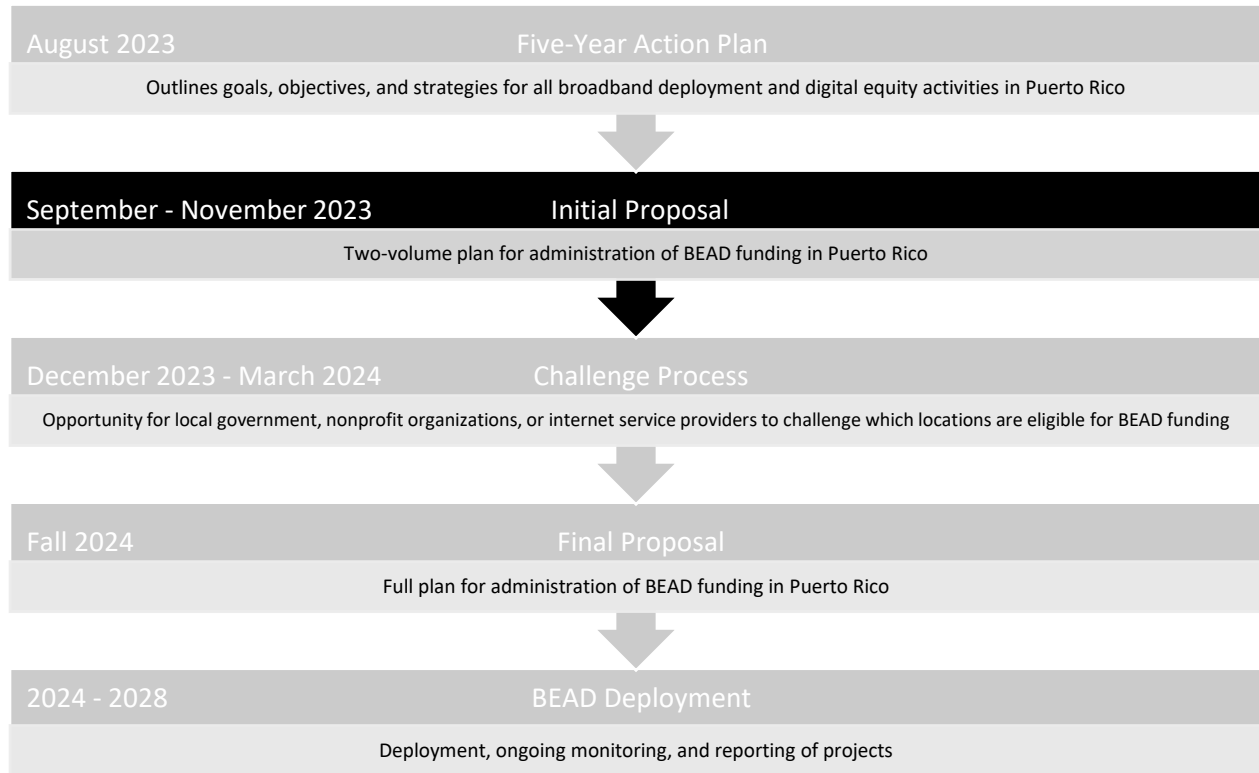 August 2023 Five-Year Action Plan
Outlines goals, objectives, and strategies for all broadband deployment and digital equity activities in Puerto Rico
September - November 2023 Initial Proposal
Two-volume plan for administration of BEAD funding in Puerto Rico
December 2023 - March 2024 Challenge Process
Opportunity for local government, nonprofit organizations, or internet service providers to challenge which locations are eligible for BEAD funding
Fall 2024 Final Proposal
Full plan for administration of BEAD funding in Puerto Rico
2024 - 2028 BEAD Deployment
Deployment, ongoing monitoring, and reporting of projects